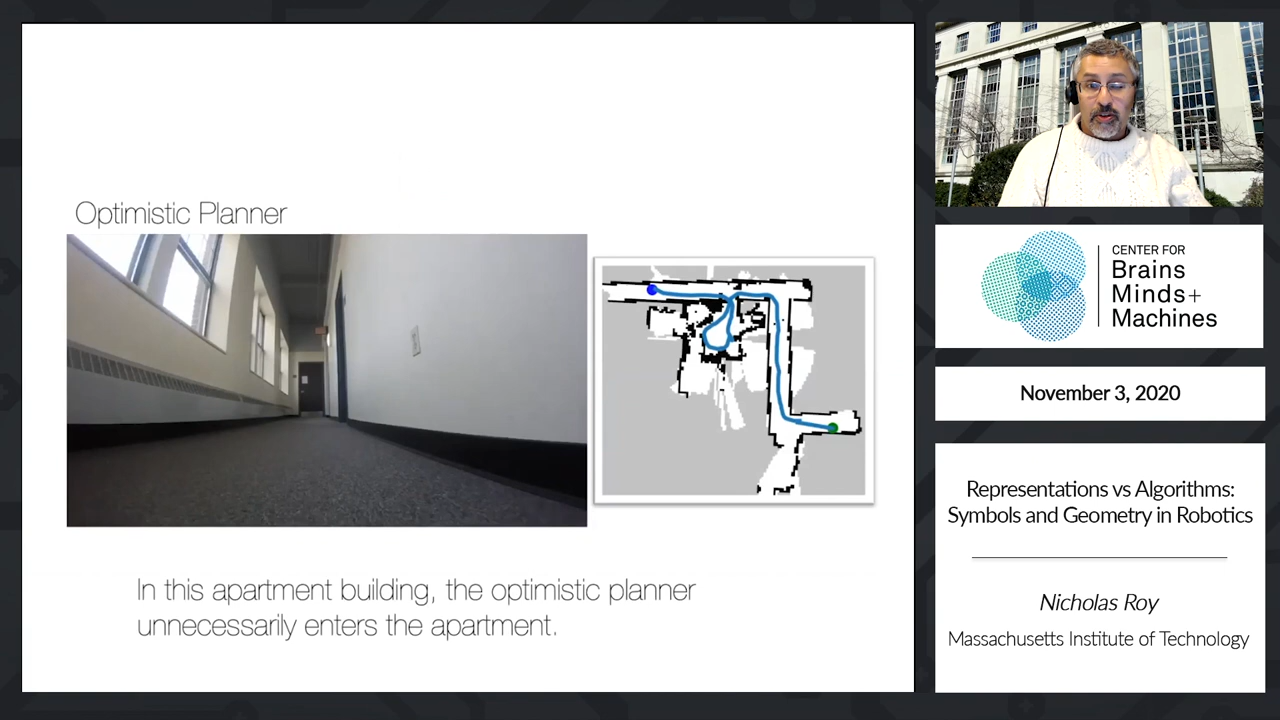 Optimistic Planner
In this apartment building, the optimistic planner
unnecessarily enters the apartment.
CENTER FOR
Brains
Minds+
Machines
November 3, 2020
Representations vs Algorithms:
Symbols and Geometry in Robotics
Nicholas Roy
Massachusetts Institute of Technology